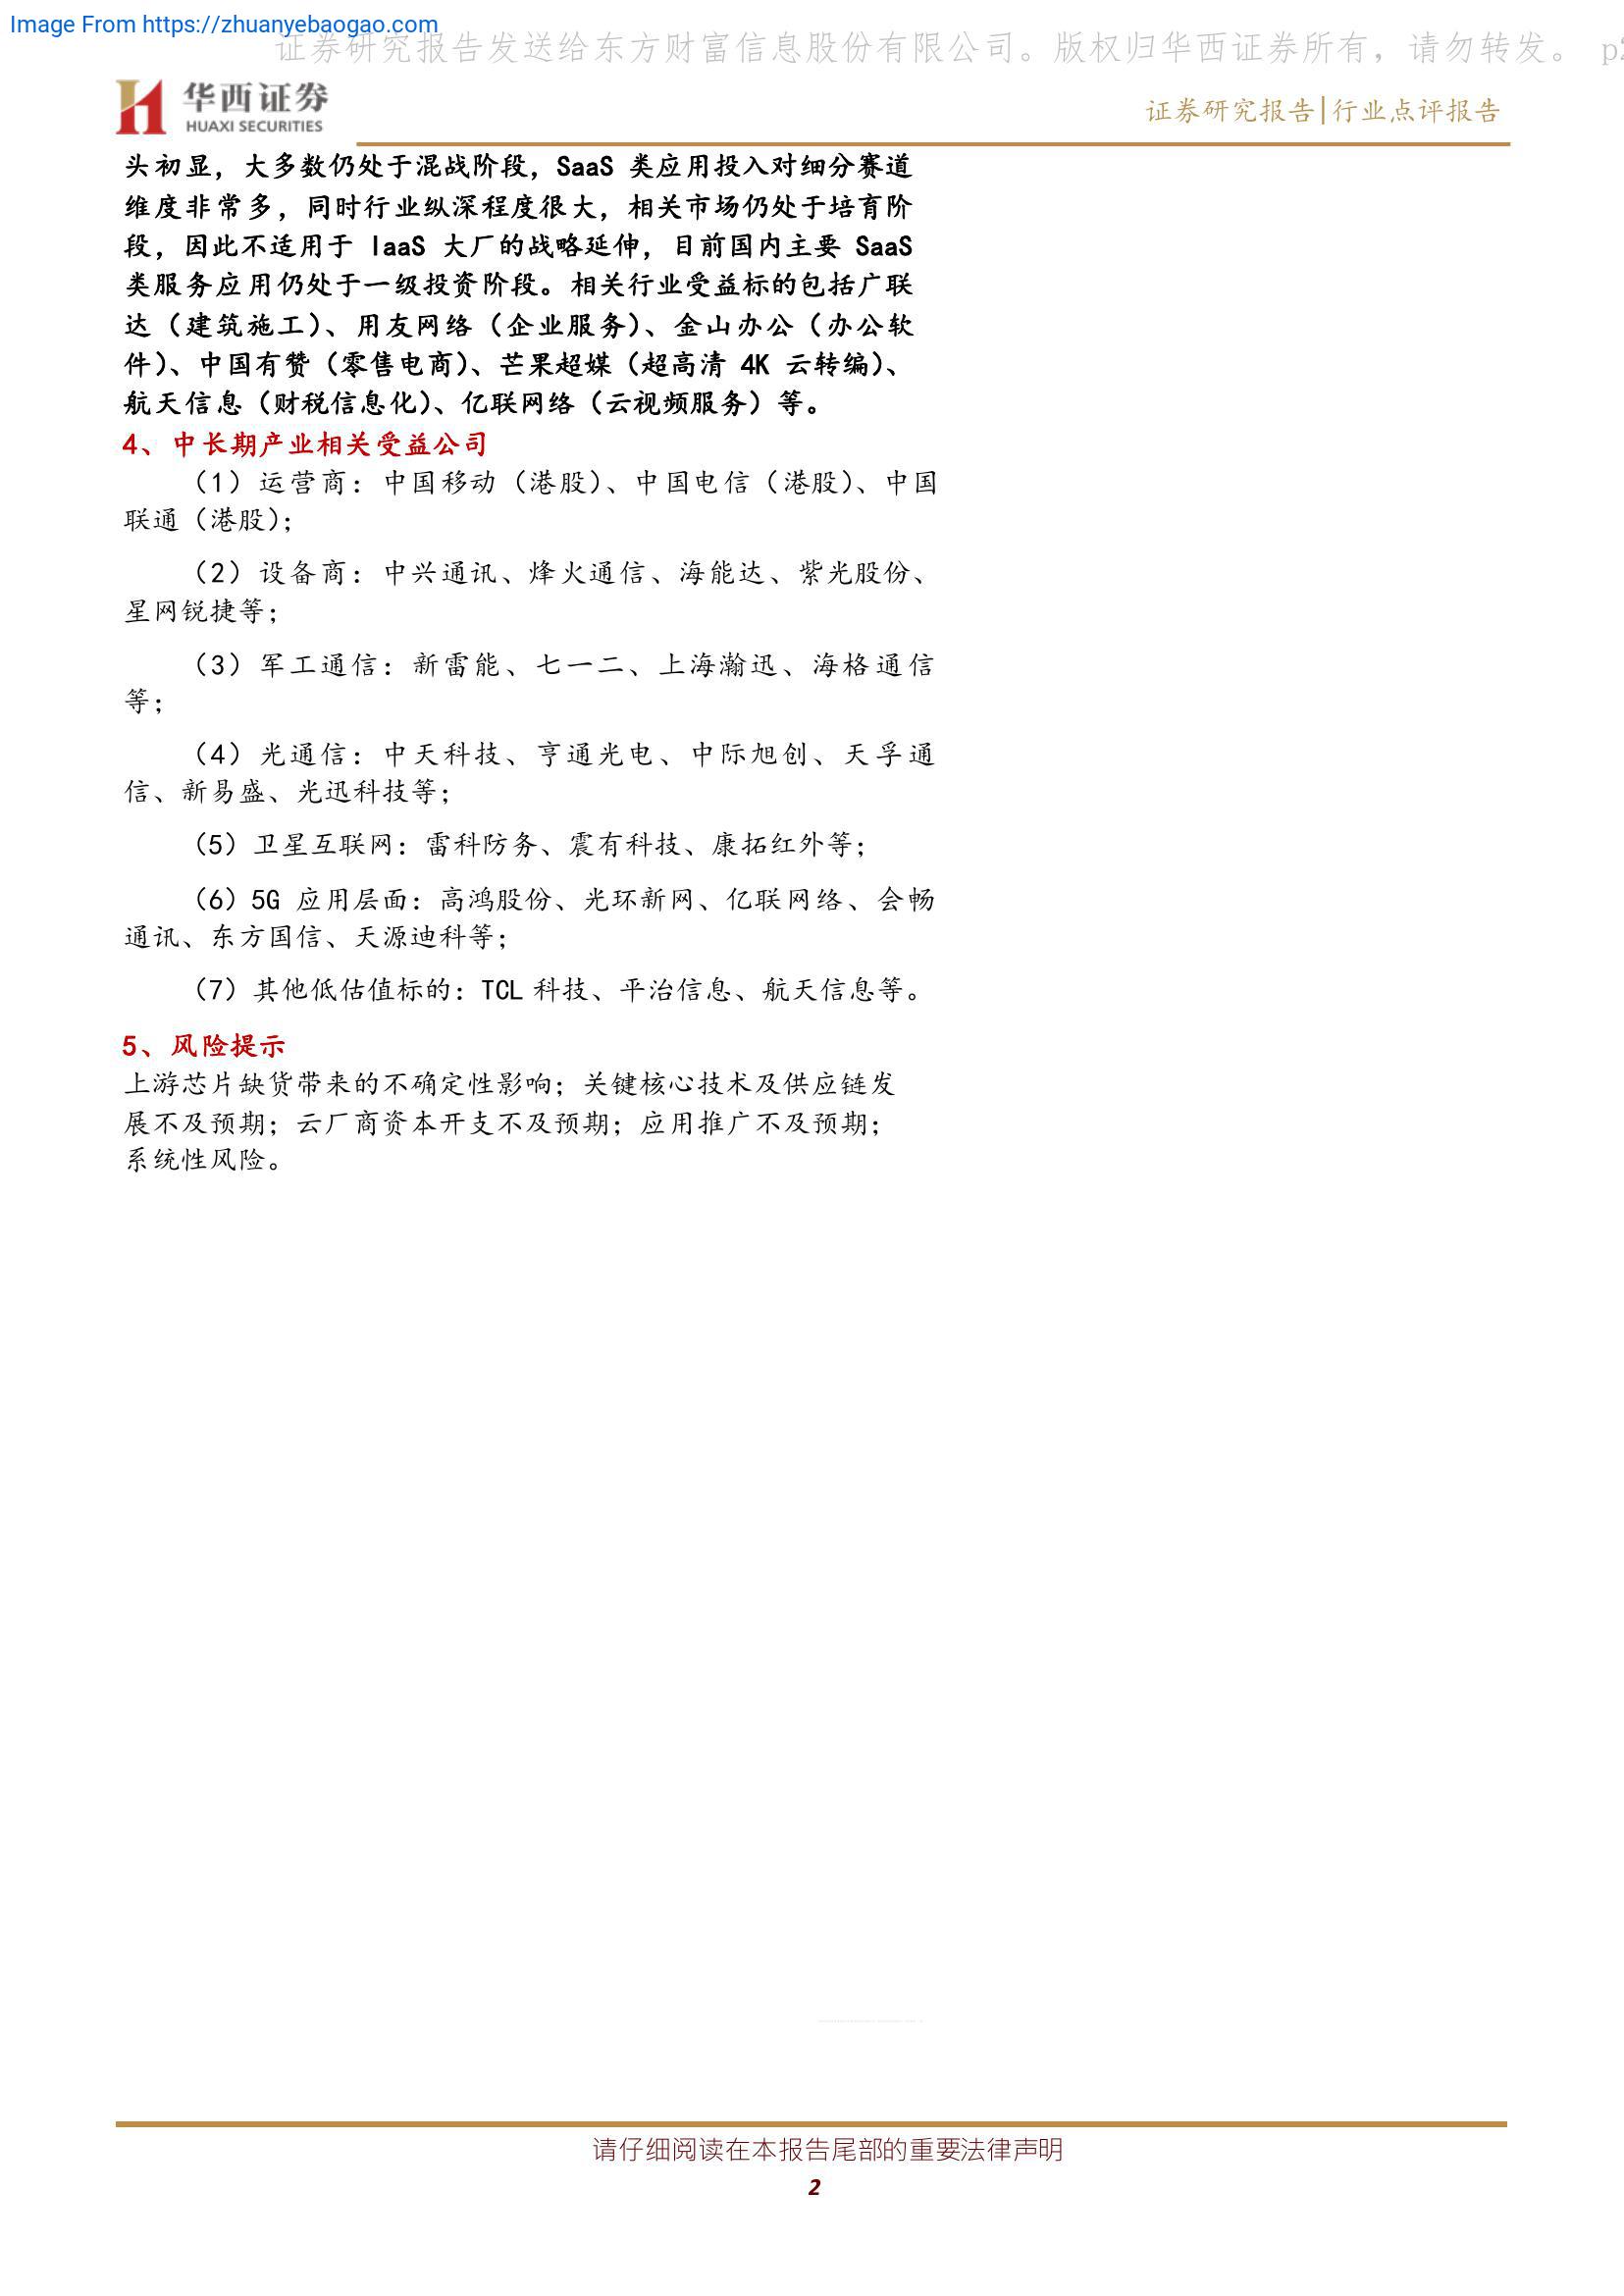 Image From https://zhuanyebaogao.com
证券研究报告发送给东方财富信息股份有限公司。版权归华西证券所有，请勿转发。 p2
华西证券
HUAXI SECURITIES
证券研究报告|行业点评报告
头初显，大多数仍处于混战阶段，SaaS 类应用投入对细分赛道
维度非常多，同时行业纵深程度很大，相关市场仍处于培育阶
段，因此不适用于 IaaS 大厂的战略延伸，目前国内主要 SaaS
类服务应用仍处于一级投资阶段。相关行业受益标的包括广联
达（建筑施工）、用友网络（企业服务）、金山办公（办公软
件）、中国有赞（零售电商）、芒果超媒（超高清 4K 云转编）、
航天信息（财税信息化）、亿联网络（云视频服务）等。
4、中长期产业相关受益公司
（1）运营商：中国移动（港股）、中国电信（港股）、中国
联通（港股）；
（2）设备商：中兴通讯、烽火通信、海能达、紫光股份、
星网锐捷等；
（3）军工通信：新雷能、七一二、上海瀚迅、海格通信
等；
（4）光通信：中天科技、亨通光电、中际旭创、天孚通
信、新易盛、光迅科技等；
（5）卫星互联网：雷科防务、震有科技、康拓红外等；
（6）5G 应用层面：高鸿股份、光环新网、亿联网络、会畅
通讯、东方国信、天源迪科等；
（7）其他低估值标的：TCL 科技、平治信息、航天信息等。
5、风险提示
上游芯片缺货带来的不确定性影响；关键核心技术及供应链发
展不及预期；云厂商资本开支不及预期；应用推广不及预期；
系统性风险。
请仔细阅读在本报告尾部的重要法律声明
2